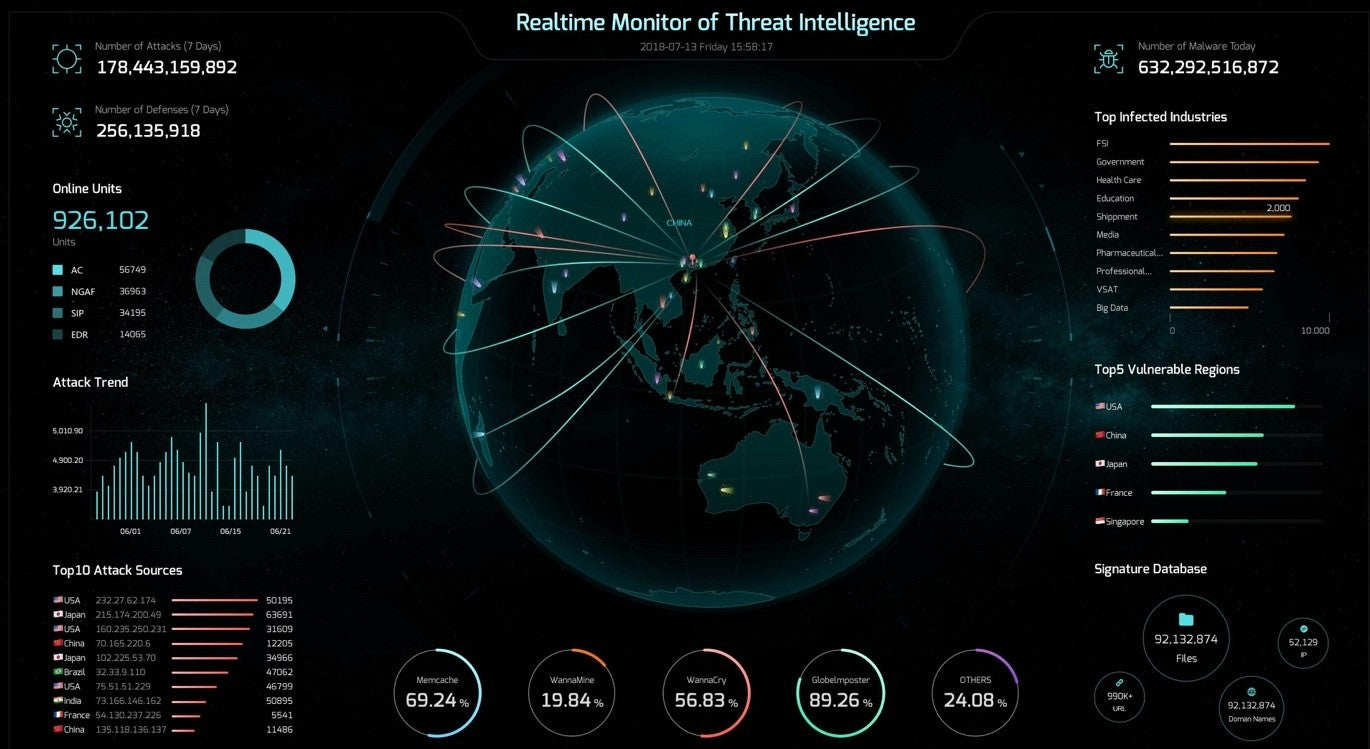 Realtime Monitor of Threat Intelligence
2018-07-13 Friday 15:58:17
Number of Attacks (7 Days)
178,443,159,892
Number of Defenses (7 Days)
256,135,918
Online Units
926,102
Units
AC 56749
NGAF 36963
SIP 34195
EDR 14065
Attack Trend
5,010.90
4,900.20
3,920.21
06/01 06/07 06/15 06/21
Top10 Attack Sources
USA 232.27.62.174 50195
Japan 215.174.200.49 63691
USA 160.235.250.231 31609
China 70.165.220.6 12205
Japan 102.225.53.70 34966
Brazil 32.33.9.110 47062
USA 75.51.51.229 46799
India 73.166.146.162 50895
France 54.130.237.226 5541
China 135.118.136.137 11486
CHINA
Memcache
69.24 %
WannaMine
19.84 %
WannaCry
56.83 %
GlobeImposter
89.26 %
OTHERS
24.08 %
Number of Malware Today
632,292,516,872
Top Infected Industries
FSI
Government
Health Care
Education
2,000
Shippment
Media
Pharmaceutical...
Professional...
VSAT
Big Data
0 10.000
Top5 Vulnerable Regions
USA
China
Japan
France
Singapore
Signature Database
92,132,874
Files
52,129
IP
990K+
URL
92,132,874
Doman Names